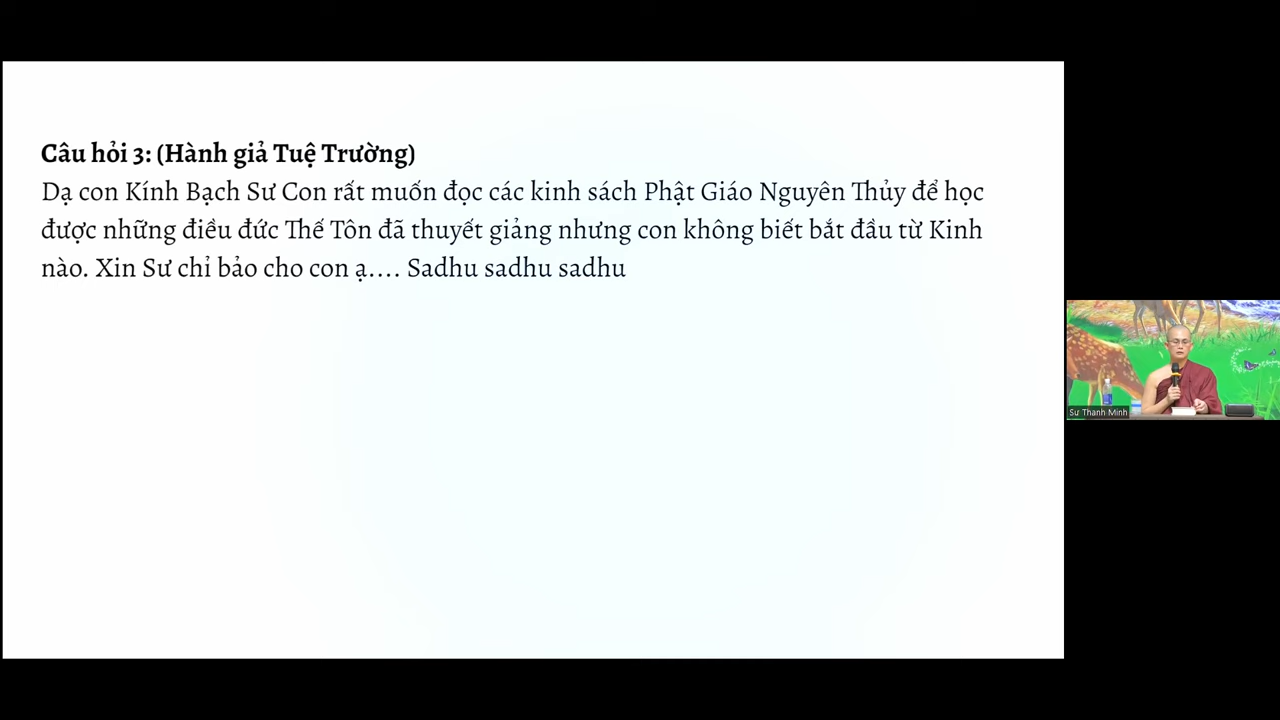 Câu hỏi 3: (Hành giả Tuệ Trường)
Dạ con Kính Bạch Sư Con rất muốn đọc các kinh sách Phật Giáo Nguyên Thủy để học
được những điều đức Thế Tôn đã thuyết giảng nhưng con không biết bắt đầu từ Kinh
nào. Xin Sư chỉ bảo cho con ạ.... Sadhu sadhu sadhu
Sư Thanh Minh